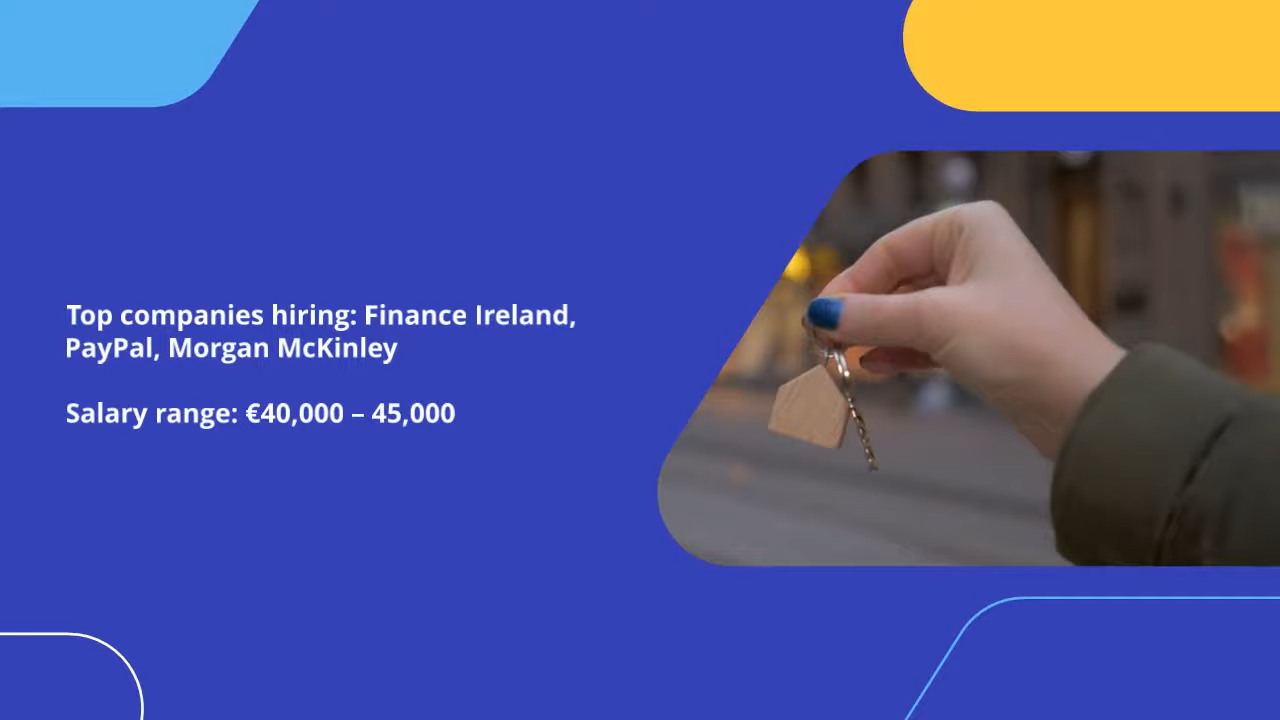 Top companies hiring: Finance Ireland,
PayPal, Morgan McKinley
Salary range: €40,000 – 45,000